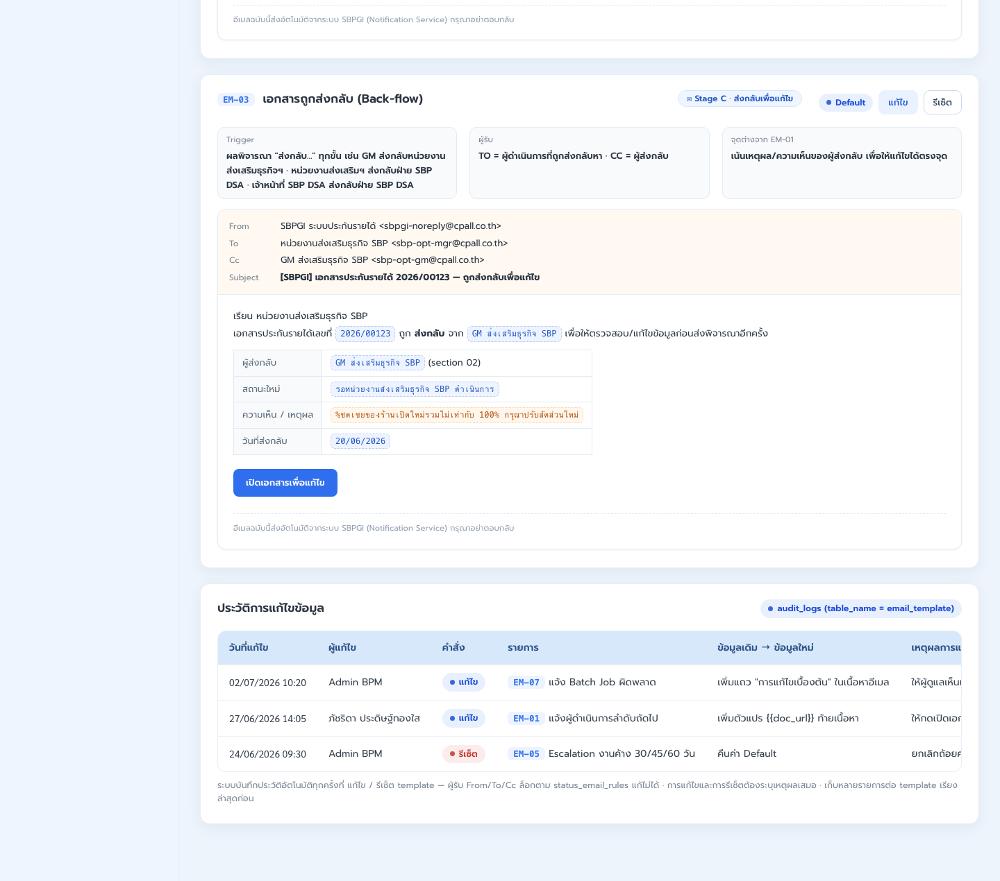 อีเมลฉบับนี้ส่งอัตโนมัติจากระบบ SBPGI (Notification Service) กรุณาอย่าตอบกลับ
EM-03 เอกสารถูกส่งกลับ (Back-flow)
✉ Stage C · ส่งกลับเพื่อแก้ไข
Default
แก้ไข
รีเซ็ต
Trigger
ผลพิจารณา "ส่งกลับ…" ทุกขั้น เช่น GM ส่งกลับหน่วยงาน
ส่งเสริมธุรกิจฯ · หน่วยงานส่งเสริมฯ ส่งกลับฝ่าย SBP
DSA · เจ้าหน้าที่ SBP DSA ส่งกลับฝ่าย SBP DSA
ผู้รับ
TO = ผู้ดำเนินการที่ถูกส่งกลับหา · CC = ผู้ส่งกลับ
จุดต่างจาก EM-01
เน้นเหตุผล/ความเห็นของผู้ส่งกลับ เพื่อให้แก้ไขได้ตรงจุด
From SBPGI ระบบประกันรายได้ <sbpgi-noreply@cpall.co.th>
To หน่วยงานส่งเสริมธุรกิจ SBP <sbp-opt-mgr@cpall.co.th>
Cc GM ส่งเสริมธุรกิจ SBP <sbp-opt-gm@cpall.co.th>
Subject [SBPGI] เอกสารประกันรายได้ 2026/00123 — ถูกส่งกลับเพื่อแก้ไข
เรียน หน่วยงานส่งเสริมธุรกิจ SBP
เอกสารประกันรายได้เลขที่ 2026/00123 ถูก ส่งกลับ จาก GM ส่งเสริมธุรกิจ SBP เพื่อให้ตรวจสอบ/แก้ไขข้อมูลก่อนส่งพิจารณาอีกครั้ง
ผู้ส่งกลับ GM ส่งเสริมธุรกิจ SBP (section 02)
สถานะใหม่ รอหน่วยงานส่งเสริมธุรกิจ SBP ดำเนินการ
ความเห็น / เหตุผล %ชดเชยของร้านเปิดใหม่รวมไม่เท่ากับ 100% กรุณาปรับสัดส่วนใหม่
วันที่ส่งกลับ 20/06/2026
เปิดเอกสารเพื่อแก้ไข
อีเมลฉบับนี้ส่งอัตโนมัติจากระบบ SBPGI (Notification Service) กรุณาอย่าตอบกลับ
ประวัติการแก้ไขข้อมูล
audit_logs (table_name = email_template)
วันที่แก้ไข ผู้แก้ไข คำสั่ง รายการ ข้อมูลเดิม → ข้อมูลใหม่ เหตุผลการแ
02/07/2026 10:20 Admin BPM แก้ไข EM-07 แจ้ง Batch Job ผิดพลาด เพิ่มแถว "การแก้ไขเบื้องต้น" ในเนื้อหาอีเมล ให้ผู้ดูแลเห็น
27/06/2026 14:05 ภัชริดา ประดิษฐ์ทองใส แก้ไข EM-01 แจ้งผู้ดำเนินการลำดับถัดไป เพิ่มตัวแปร {{doc_url}} ท้ายเนื้อหา ให้กดเปิดเอก
24/06/2026 09:30 Admin BPM รีเซ็ต EM-05 Escalation งานค้าง 30/45/60 วัน คืนค่า Default ยกเลิกถ้อยค
ระบบบันทึกประวัติอัตโนมัติทุกครั้งที่ แก้ไข / รีเซ็ต template — ผู้รับ From/To/Cc ล็อกตาม status_email_rules แก้ไม่ได้ · การแก้ไขและการรีเซ็ตต้องระบุเหตุผลเสมอ · เก็บหลายรายการต่อ template เรียง
ล่าสุดก่อน